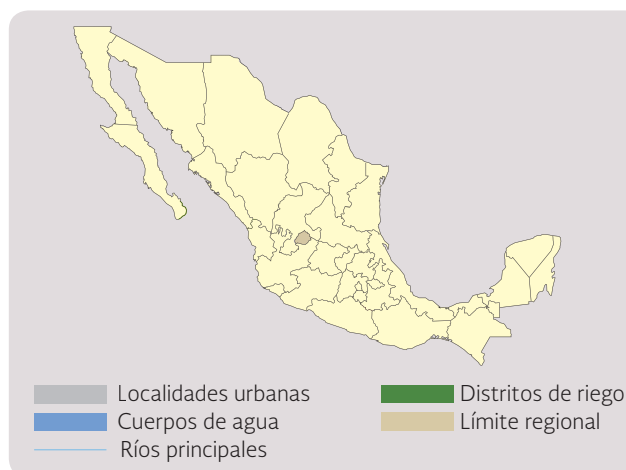 Localidades urbanas
Cuerpos de agua
Ríos principales
Distritos de riego
Límite regional